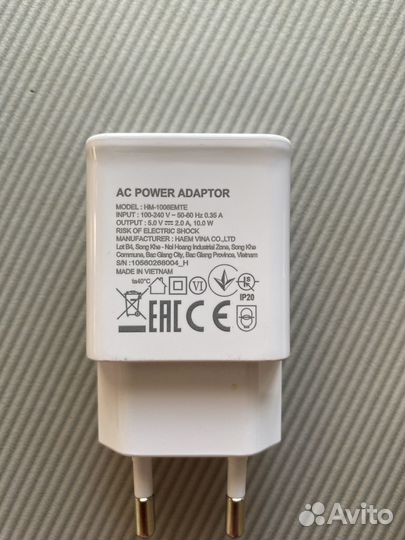 AC POWER ADAPTOR
MODEL : HM-1006EMTE
INPUT : 100-240 V ~ 50-60 Hz 0.35 A
OUTPUT : 5.0 V ⎓ 2.0 A, 10.0 W
RISK OF ELECTRIC SHOCK
MANUFACTURER : HAEM VINA CO.,LTD
Lot B4, Song Khe - Noi Hoang Industrial Zone, Song Khe
Commune, Bac Giang City, Bac Giang Province, Vietnam
S/N : 10560268004_H
MADE IN VIETNAM
ta40°C
VI
IS
IP20
EAC CE
Avito